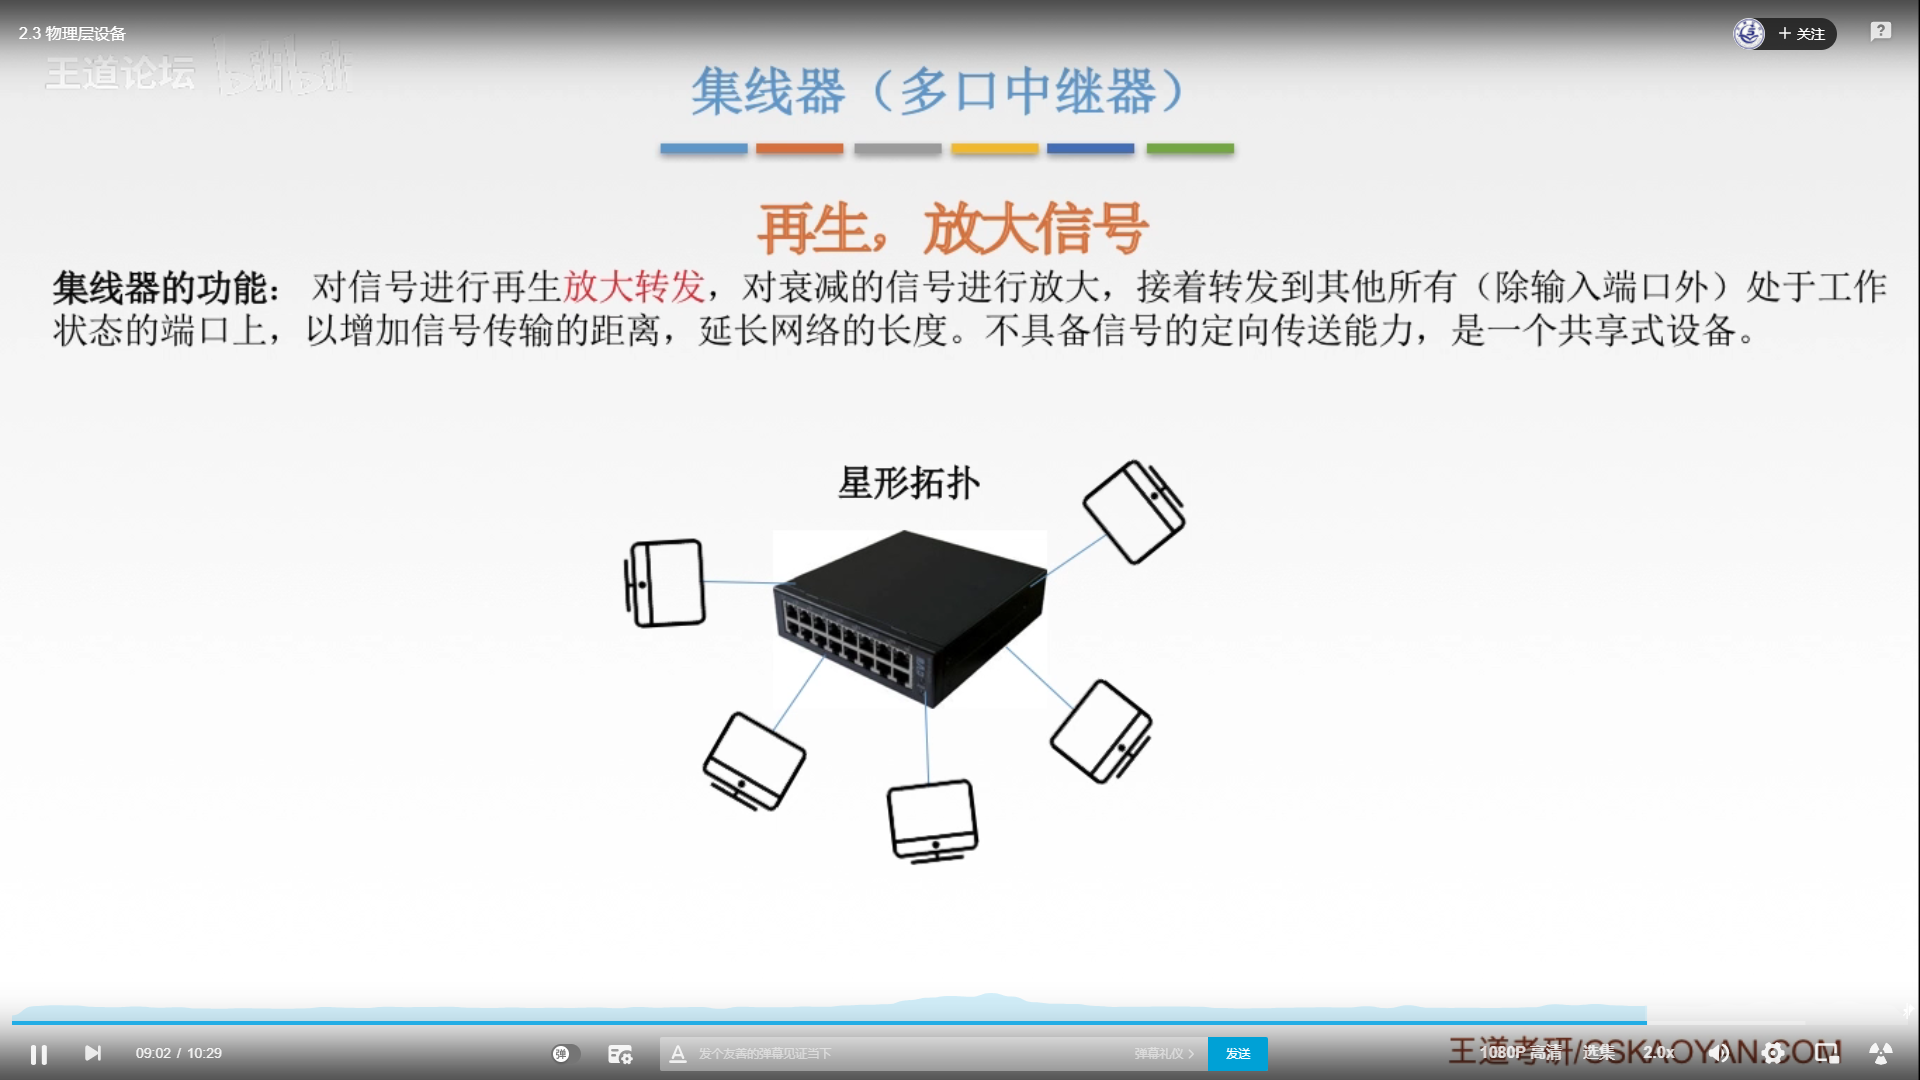 2.3 物理层设备
+ 关注
王道论坛 bilibili
集线器（多口中继器）
再生，放大信号
集线器的功能： 对信号进行再生放大转发，对衰减的信号进行放大，接着转发到其他所有（除输入端口外）处于工作
状态的端口上，以增加信号传输的距离，延长网络的长度。不具备信号的定向传送能力，是一个共享式设备。
星形拓扑
09:02 / 10:29
弹
发个友善的弹幕见证当下
弹幕礼仪
发送
1080P 高清
选集
2.0x
王道考研/CSKAOYAN.COM